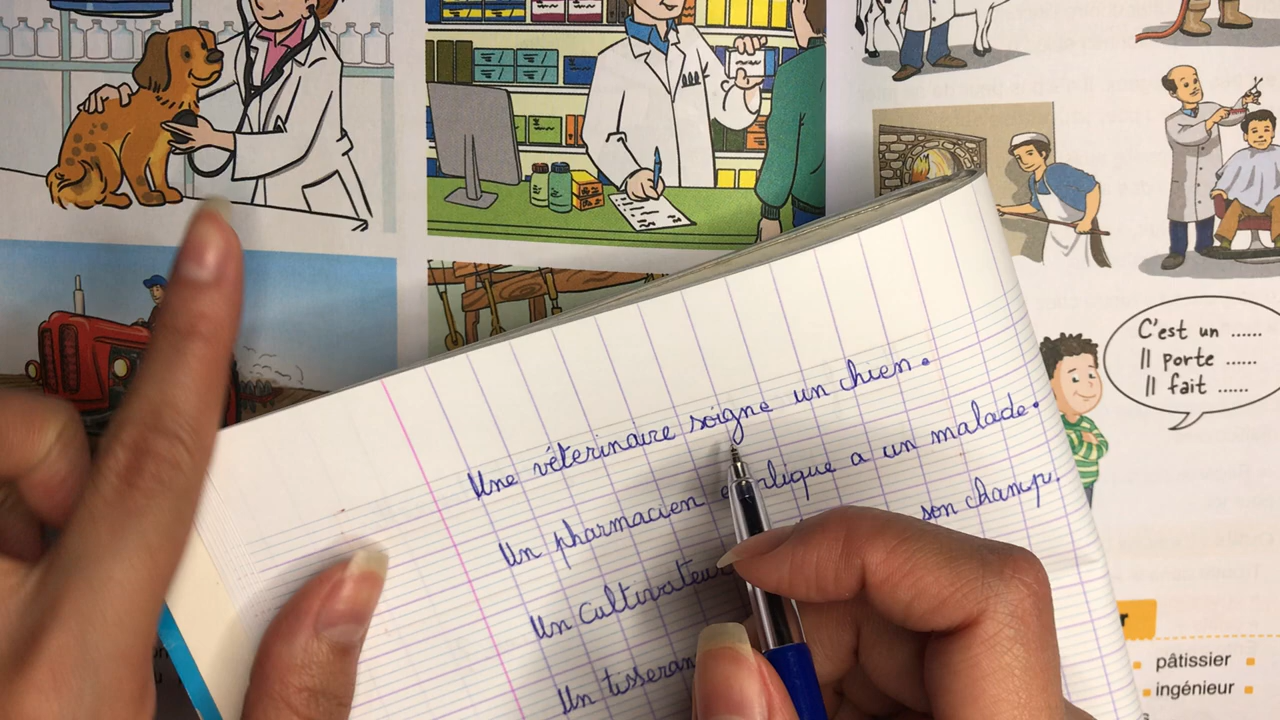 C'est un ......
Il porte ......
Il fait ......
Une véterinaire soigne un chien.
Un pharmacien explique a un malade.
Un cultivateur son champ.
Un tisseran
r
pâtissier
ingénieur